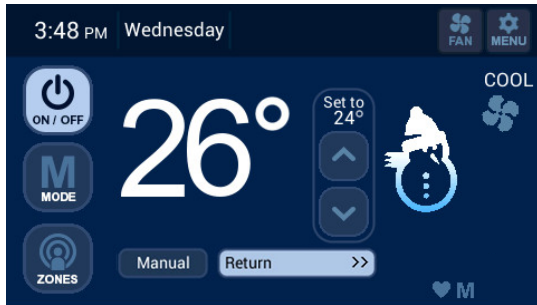 3:48 PM Wednesday
FAN
MENU
COOL
ON / OFF
26°
Set to
24°
M
MODE
ZONES
Manual
Return >>
M